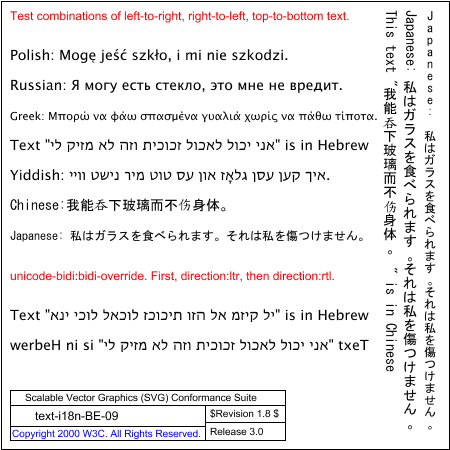 Test combinations of left-to-right, right-to-left, top-to-bottom text.
Polish: Mogę jeść szkło, i mi nie szkodzi.
Russian: Я могу есть стекло, это мне не вредит.
Greek: Μπορώ να φάω σπασμένα γυαλιά χωρίς να πάθω τίποτα.
Text "אני יכול לאכול זכוכית וזה לא מזיק לי" is in Hebrew
Yiddish: איך קען עסן גלאָז און עס טוט מיר נישט װײ.
Chinese:我能吞下玻璃而不伤身体。
Japanese: 私はガラスを食べられます。それは私を傷つけません。
unicode-bidi:bidi-override. First, direction:ltr, then direction:rtl.
Text "יל קיזמ אל הזו תיכוכז לוכאל לוכי ינא" is in Hebrew
werbeH ni si "אני יכול לאכול זכוכית וזה לא מזיק לי" txeT
Japanese: 私はガラスを食べられます。それは私を傷つけません。
Japanese: 私はガラスを食べられます。それは私を傷つけません。
This text "我能吞下玻璃而不伤身体。" is in Chinese
Scalable Vector Graphics (SVG) Conformance Suite
text-i18n-BE-09
$Revision 1.8 $
Copyright 2000 W3C. All Rights Reserved.
Release 3.0